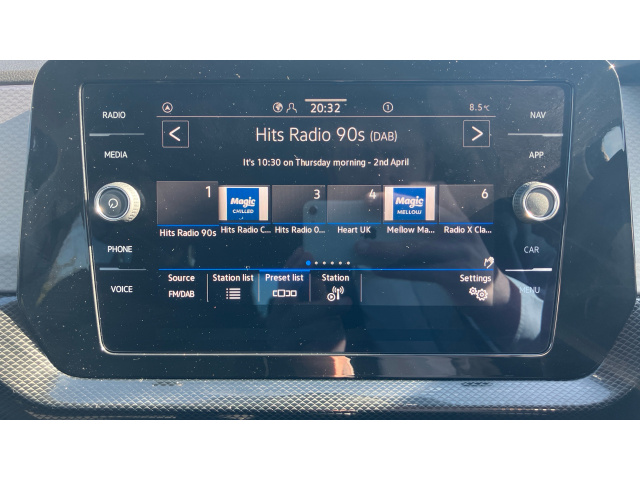 RADIO
20:32
1
8.5°C
NAV
Hits Radio 90s (DAB)
MEDIA
It's 10:30 on Thursday morning - 2nd April
APP
1
3
4
6
Magic
CHILLED
Magic
MELLOW
Hits Radio 90s
Hits Radio C...
Hits Radio 0...
Heart UK
Mellow Ma...
Radio X Cla...
PHONE
CAR
Source
Station list
Preset list
Station
Settings
VOICE
FM/DAB
MENU